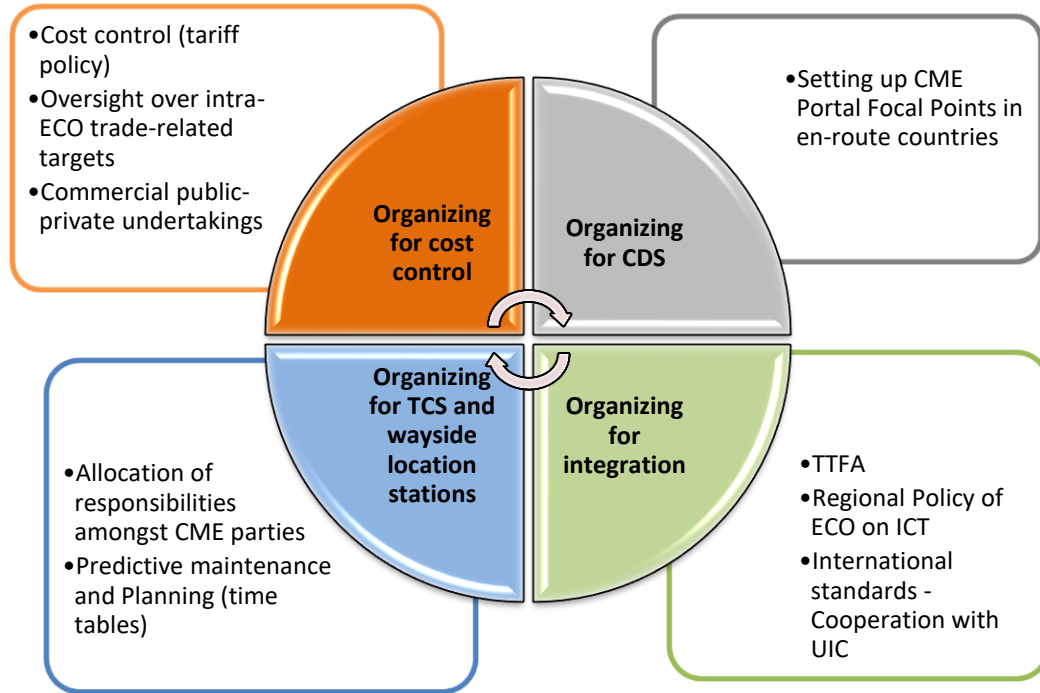 •Cost control (tariff
policy)
•Oversight over intra-
ECO trade-related
targets
•Commercial public-
private undertakings
Organizing
for cost
control
Organizing
for CDS
•Setting up CME
Portal Focal Points in
en-route countries
•Allocation of
responsibilities
amongst CME parties
•Predictive maintenance
and Planning (time
tables)
Organizing
for TCS and
wayside
location
stations
Organizing
for
integration
•TTFA
•Regional Policy of
ECO on ICT
•International
standards -
Cooperation with
UIC